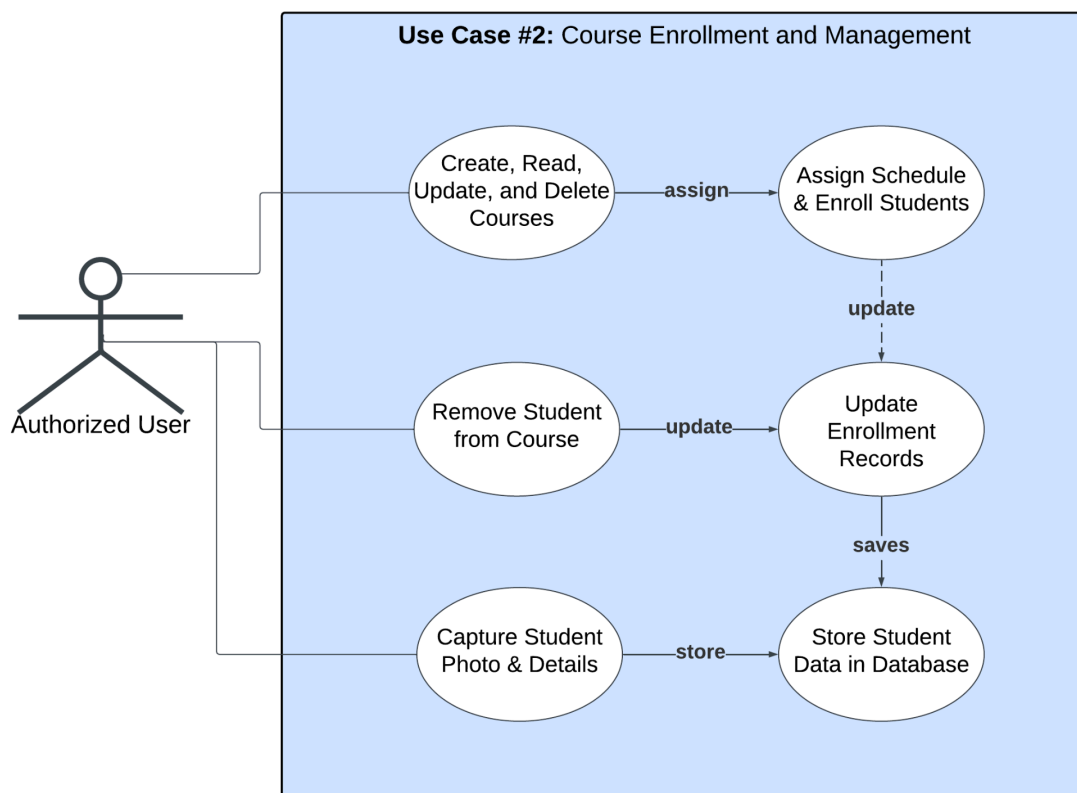 Use Case #2: Course Enrollment and Management
Create, Read,
Update, and Delete
Courses
assign
Assign Schedule
& Enroll Students
update
Authorized User
Remove Student
from Course
update
Update
Enrollment
Records
saves
Capture Student
Photo & Details
store
Store Student
Data in Database